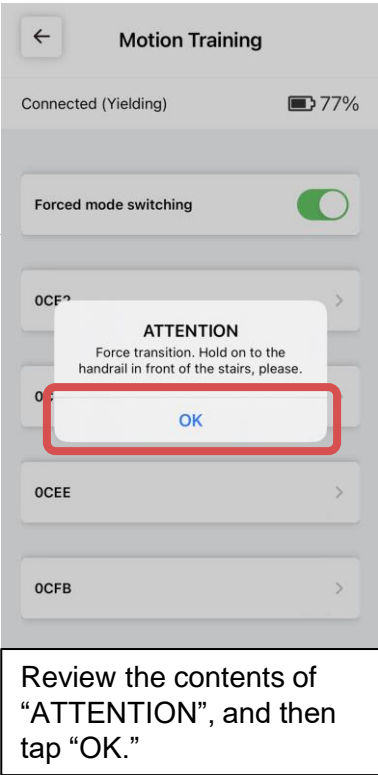 Motion Training
Connected (Yielding) 77%
Forced mode switching
ATTENTION
Force transition. Hold on to the
handrail in front of the stairs, please.
OK
0CEE
0CFB
Review the contents of
“ATTENTION”, and then
tap “OK.”